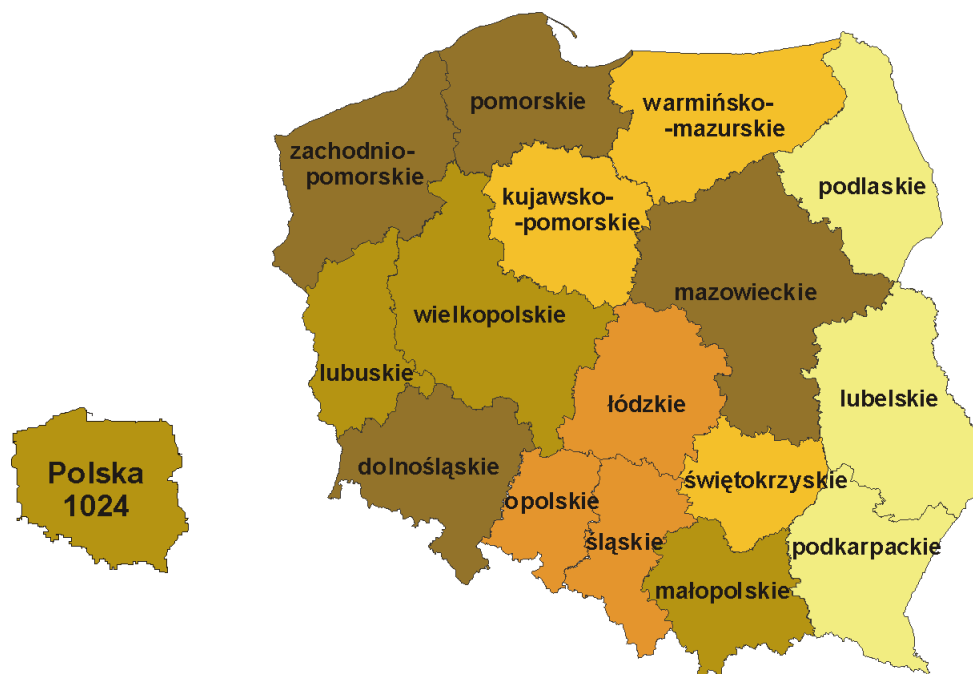 pomorskie
warmińsko-
-mazurskie
zachodnio-
pomorskie
podlaskie
kujawsko-
-pomorskie
mazowieckie
wielkopolskie
lubuskie
łódzkie
lubelskie
dolnośląskie
Polska
1024
opolskie
świętokrzyskie
śląskie
podkarpackie
małopolskie